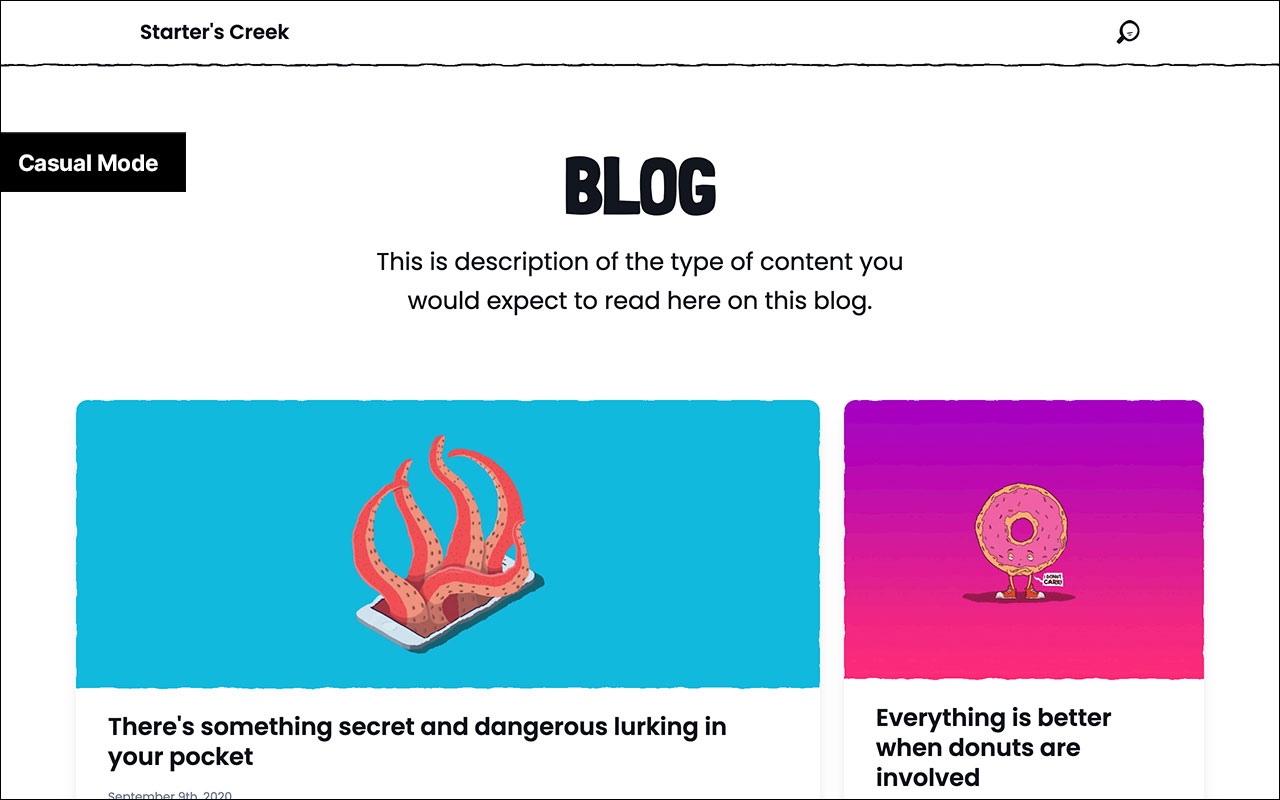 Starter's Creek
Casual Mode
BLOG
This is description of the type of content you
would expect to read here on this blog.
I DONUT
CARE!
There's something secret and dangerous lurking in
your pocket
September 9th, 2020
Everything is better
when donuts are
involved